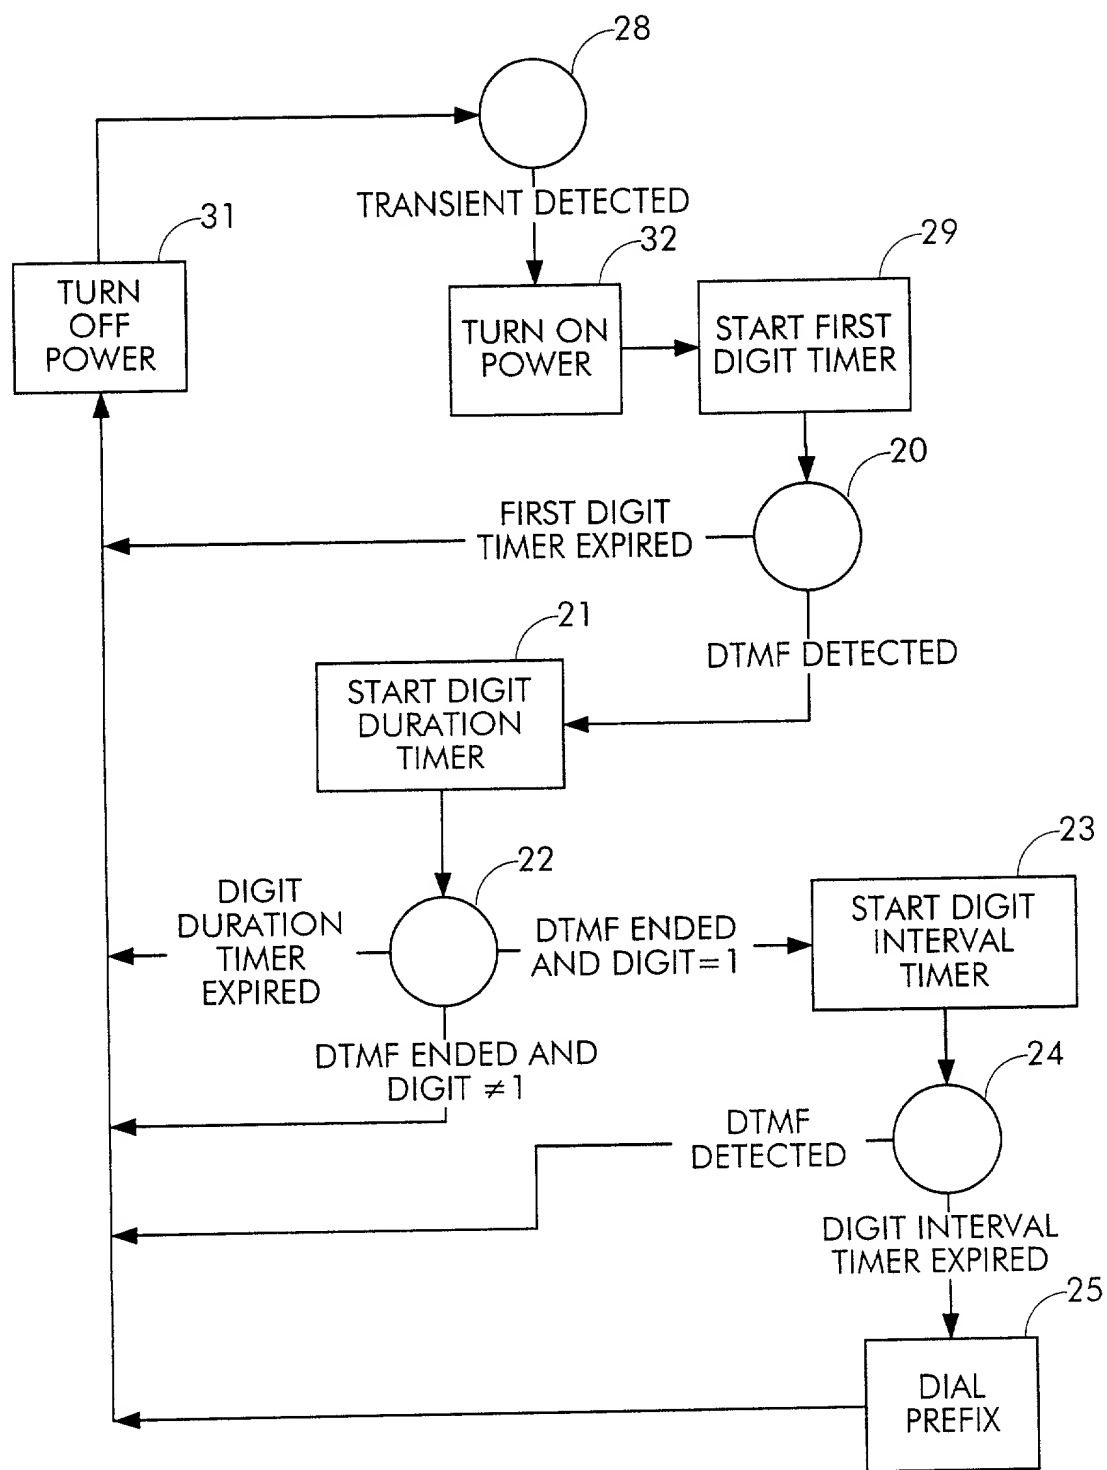 28
TRANSIENT DETECTED
31
TURN
OFF
POWER
32
TURN ON
POWER
29
START FIRST
DIGIT TIMER
20
FIRST DIGIT
TIMER EXPIRED
DTMF DETECTED
21
START DIGIT
DURATION
TIMER
22
DIGIT
DURATION
TIMER
EXPIRED
DTMF ENDED
AND DIGIT=1
23
START DIGIT
INTERVAL
TIMER
DTMF ENDED AND
DIGIT ≠1
24
DTMF
DETECTED
DIGIT INTERVAL
TIMER EXPIRED
25
DIAL
PREFIX